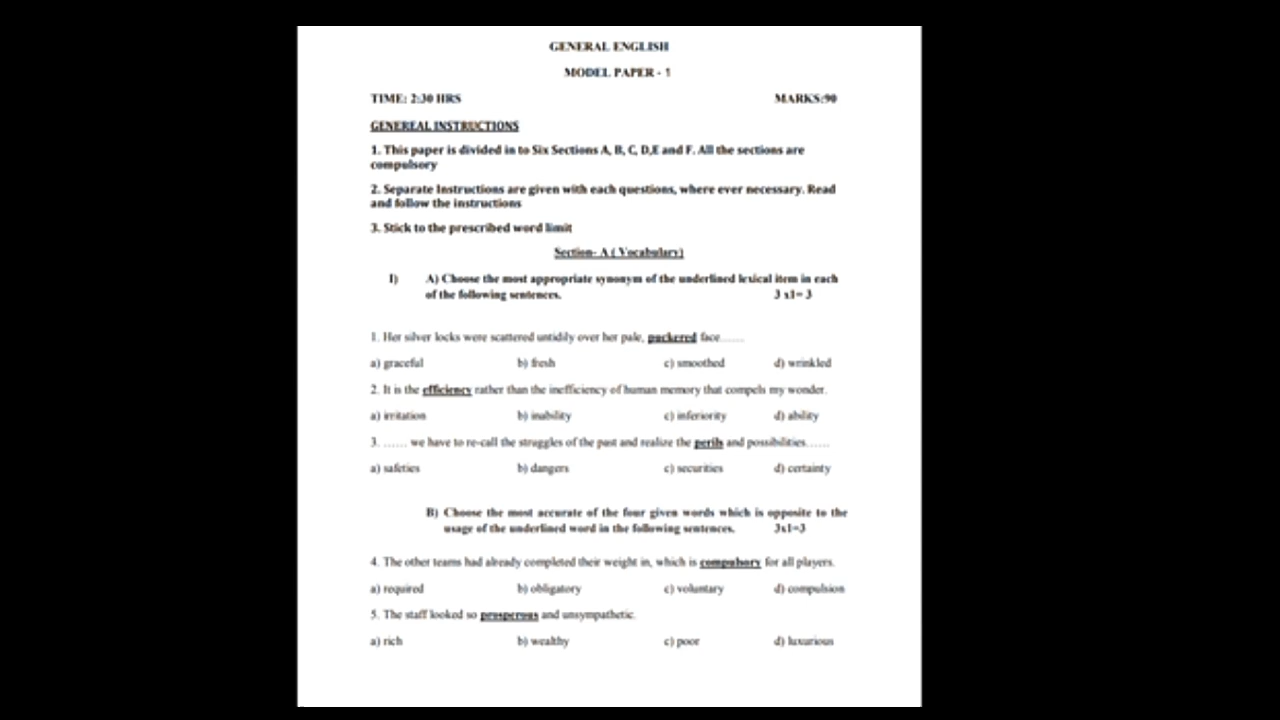 GENERAL ENGLISH
MODEL PAPER - 1
TIME: 2:30 HRS MARKS:90
GENEREAL INSTRUCTIONS
1. This paper is divided in to Six Sections A, B, C, D,E and F. All the sections are
compulsory
2. Separate Instructions are given with each questions, where ever necessary. Read
and follow the instructions
3. Stick to the prescribed word limit
Section- A ( Vocabulary)
I) A) Choose the most appropriate synonym of the underlined lexical item in each
of the following sentences. 3 x1= 3
1. Her silver locks were scattered untidily over her pale, puckered face......
a) graceful b) fresh c) smoothed d) wrinkled
2. It is the efficiency rather than the inefficiency of human memory that compels my wonder.
a) irritation b) inability c) inferiority d) ability
3. ...... we have to re-call the struggles of the past and realize the perils and possibilities......
a) safeties b) dangers c) securities d) certainty
B) Choose the most accurate of the four given words which is opposite to the
usage of the underlined word in the following sentences. 3x1=3
4. The other teams had already completed their weight in, which is compulsory for all players.
a) required b) obligatory c) voluntary d) compulsion
5. The staff looked so prosperous and unsympathetic.
a) rich b) wealthy c) poor d) luxurious